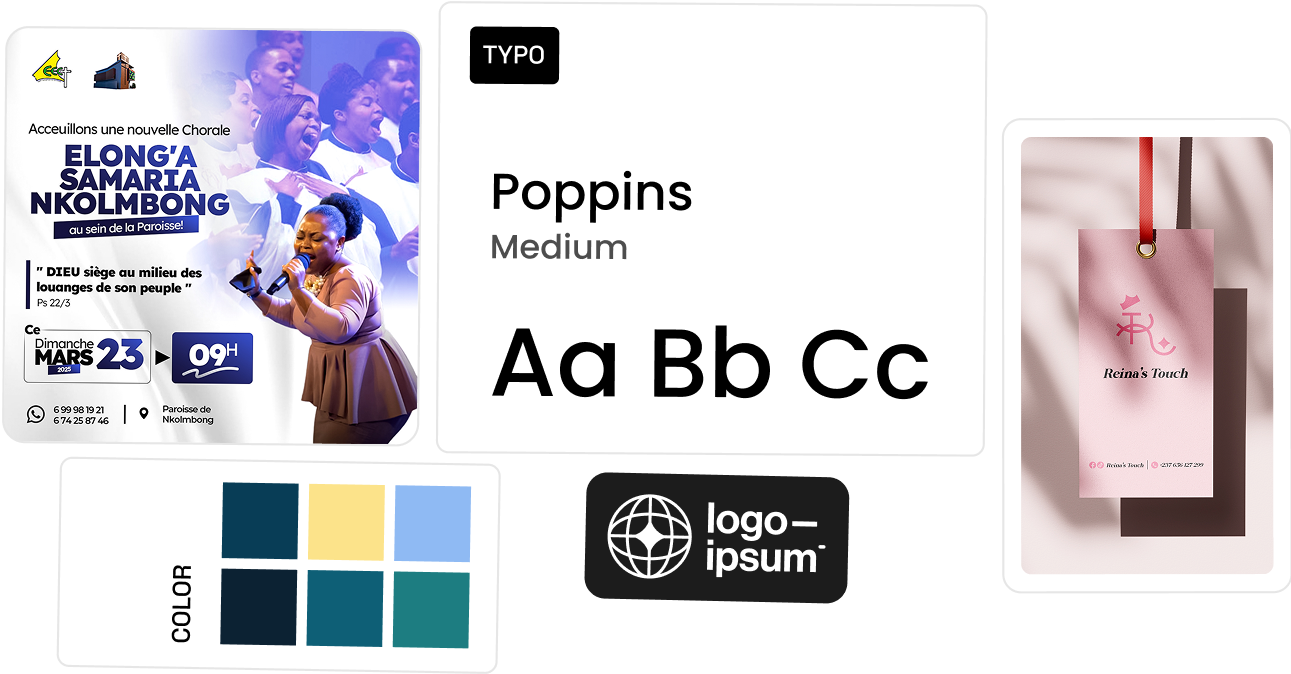 Acceuillons une nouvelle Chorale
ELONG'A
SAMARIA
NKOLMBONG
au sein de la Paroisse!
" DIEU siège au milieu des
louanges de son peuple "
Ps 22/3
Ce
Dimanche
MARS 23
2025
09H
6 99 98 19 21
6 74 25 87 46
Paroisse de
Nkolmbong
TYPO
Poppins
Medium
Aa Bb Cc
Reina's Touch
Reina's Touch
+237 656 127 299
COLOR
logo—
ipsum